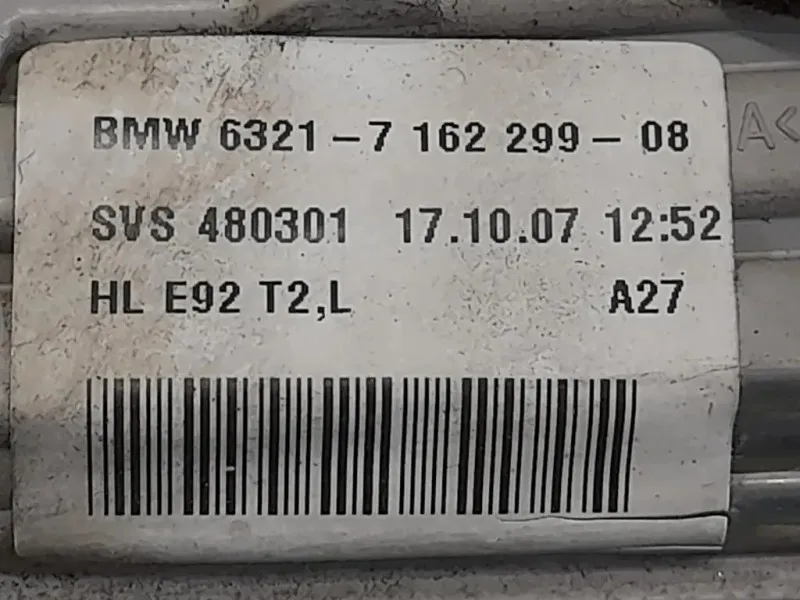 BMW 6321-7 162 299-08
A<
SVS 480301 17.10.07 12:52
HL E92 T2,L A27